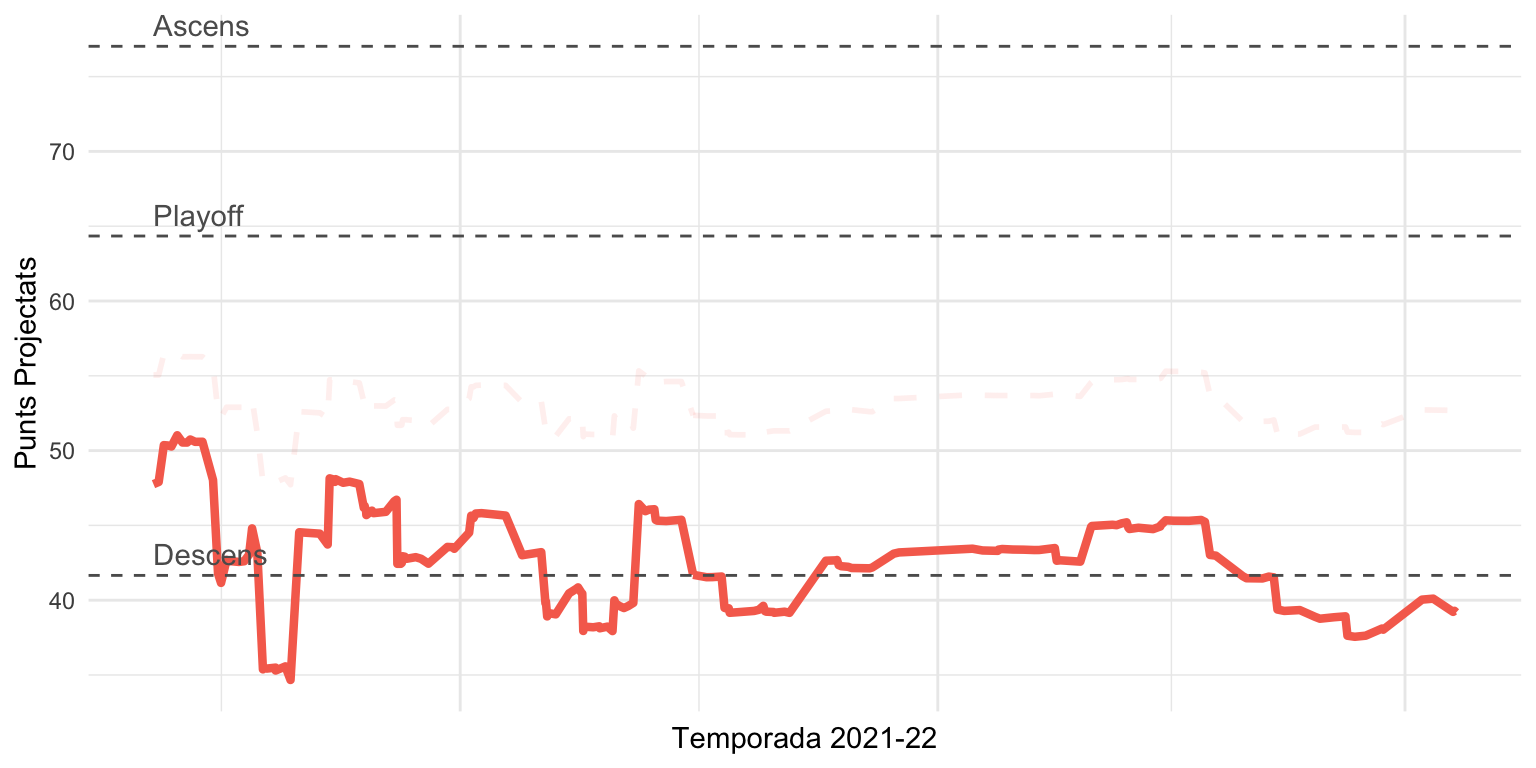 Ascens
70
Playoff
60
Punts Projectats
50
Descens
40
Temporada 2021-22